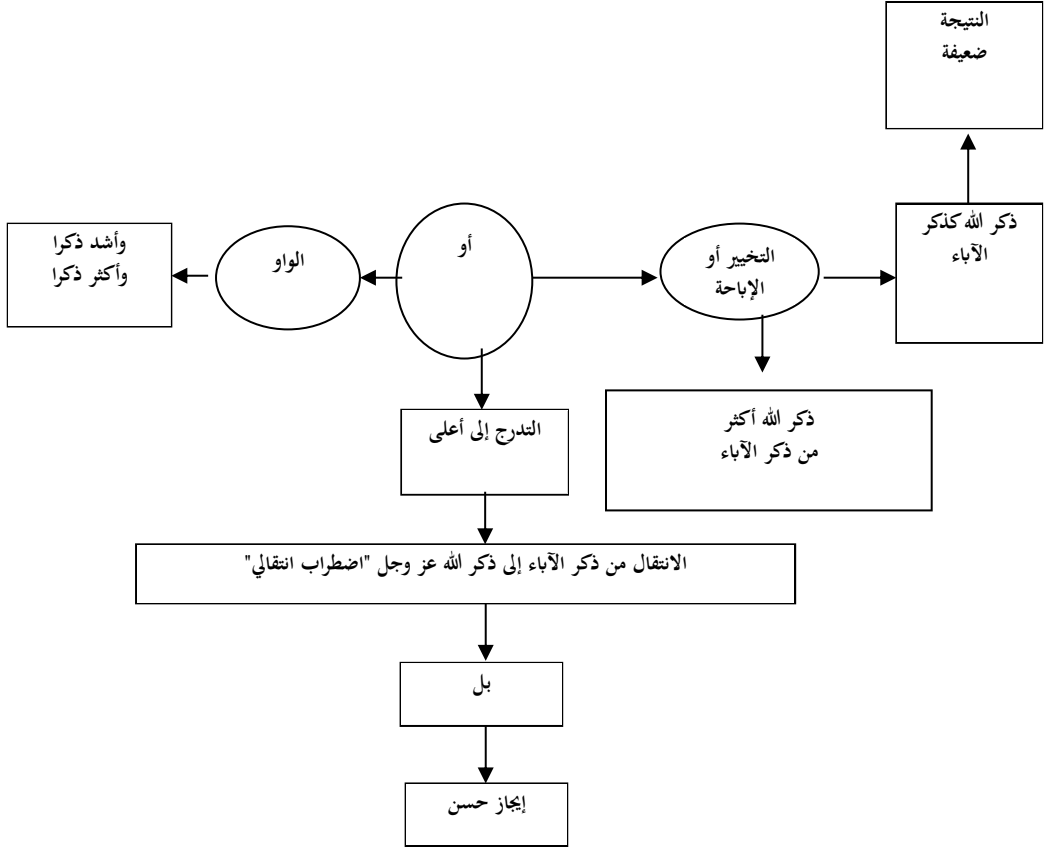 النتيجة
ضعيفة
ذكر الله كذكر
الآباء
التخيير أو
الإباحة
أو
الواو
وأشد ذكرا
وأكثر ذكرا
ذكر الله أكثر
من ذكر الآباء
التدرج إلى أعلى
الانتقال من ذكر الآباء إلى ذكر الله عز وجل "اضطراب انتقالي"
بل
إيجاز حسن